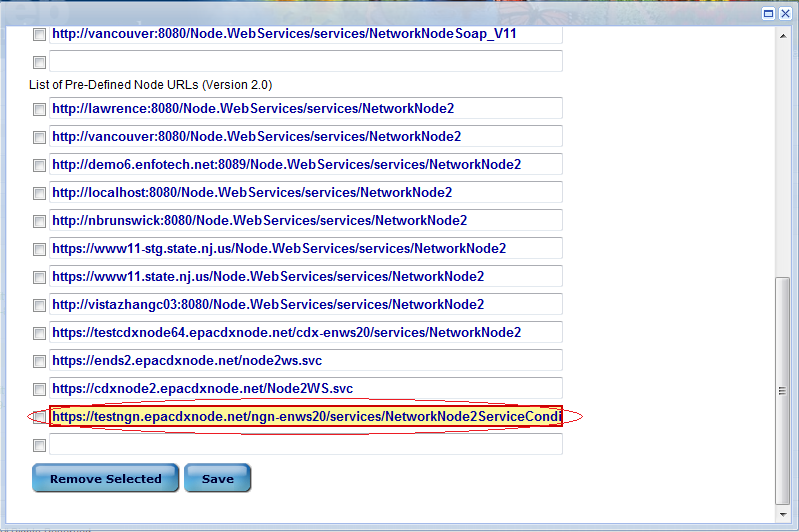 http://vancouver:8080/Node.WebServices/services/NetworkNodeSoap_V11
List of Pre-Defined Node URLs (Version 2.0)
http://lawrence:8080/Node.WebServices/services/NetworkNode2
http://vancouver:8080/Node.WebServices/services/NetworkNode2
http://demo6.enfotech.net:8089/Node.WebServices/services/NetworkNode2
http://localhost:8080/Node.WebServices/services/NetworkNode2
http://nbrunswick:8080/Node.WebServices/services/NetworkNode2
https://www11-stg.state.nj.us/Node.WebServices/services/NetworkNode2
https://www11.state.nj.us/Node.WebServices/services/NetworkNode2
http://vistazhangc03:8080/Node.WebServices/services/NetworkNode2
https://testcdxnode64.epacdxnode.net/cdx-enws20/services/NetworkNode2
https://ends2.epacdxnode.net/node2ws.svc
https://cdxnode2.epacdxnode.net/Node2WS.svc
https://testngn.epacdxnode.net/ngn-enws20/services/NetworkNode2ServiceCondi
Remove Selected Save